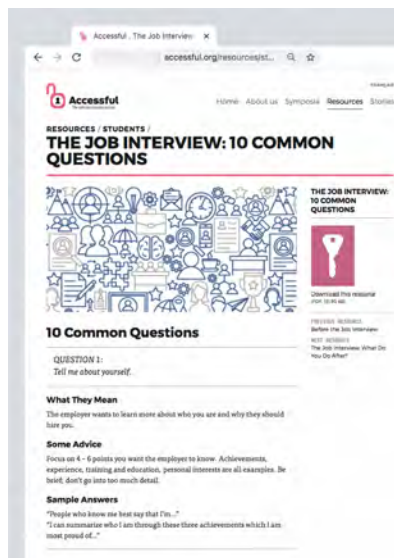 Accessful . The Job Interview
accessful.org/resources/st...
Français
1 Accessful
Home About us Symposia Resources Stories
RESOURCES / STUDENTS /
THE JOB INTERVIEW: 10 COMMON
QUESTIONS
THE JOB INTERVIEW:
10 COMMON
QUESTIONS
Download this resource
PREVIOUS RESOURCE
Before the Job Interview
NEXT RESOURCE
The Job Interview: What Do
You Do After?
10 Common Questions
QUESTION 1:
Tell me about yourself.
What They Mean
The employer wants to learn more about who you are and why they should
hire you.
Some Advice
Focus on 4 – 6 points you want the employer to know. Achievements,
experience, training and education, personal interests are all examples. Be
brief; don't go into too much detail.
Sample Answers
"People who know me best say that I'm..."
"I can summarize who I am through these three achievements which I am
most proud of..."